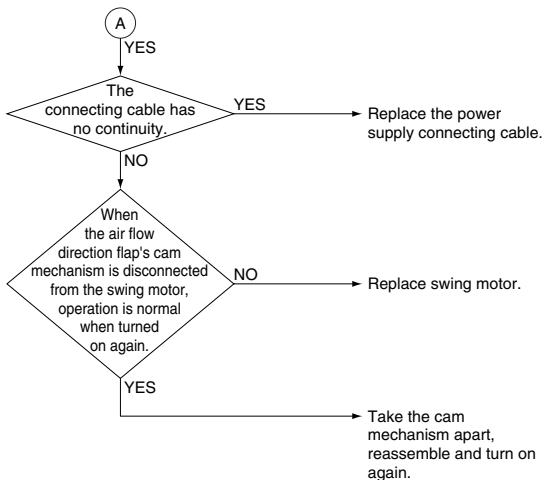 A
YES
The
connecting cable has
no continuity.
YES
Replace the power
supply connecting cable.
NO
When
the air flow
direction flap's cam
mechanism is disconnected
from the swing motor,
operation is normal
when turned
on again.
NO
Replace swing motor.
YES
Take the cam
mechanism apart,
reassemble and turn on
again.